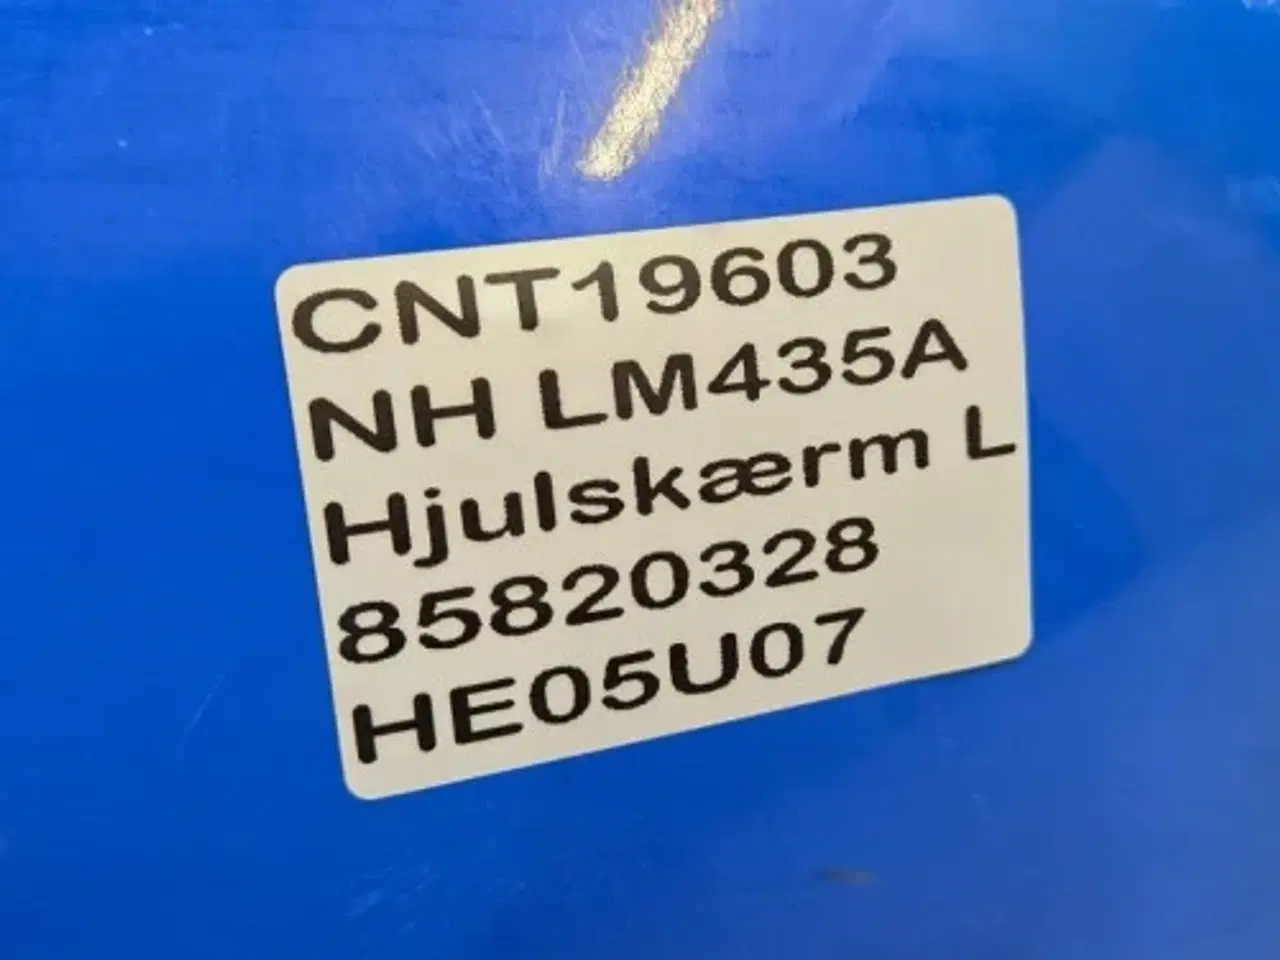 CNT19603
NH LM435A
Hjulskærm L
85820328
HE05U07